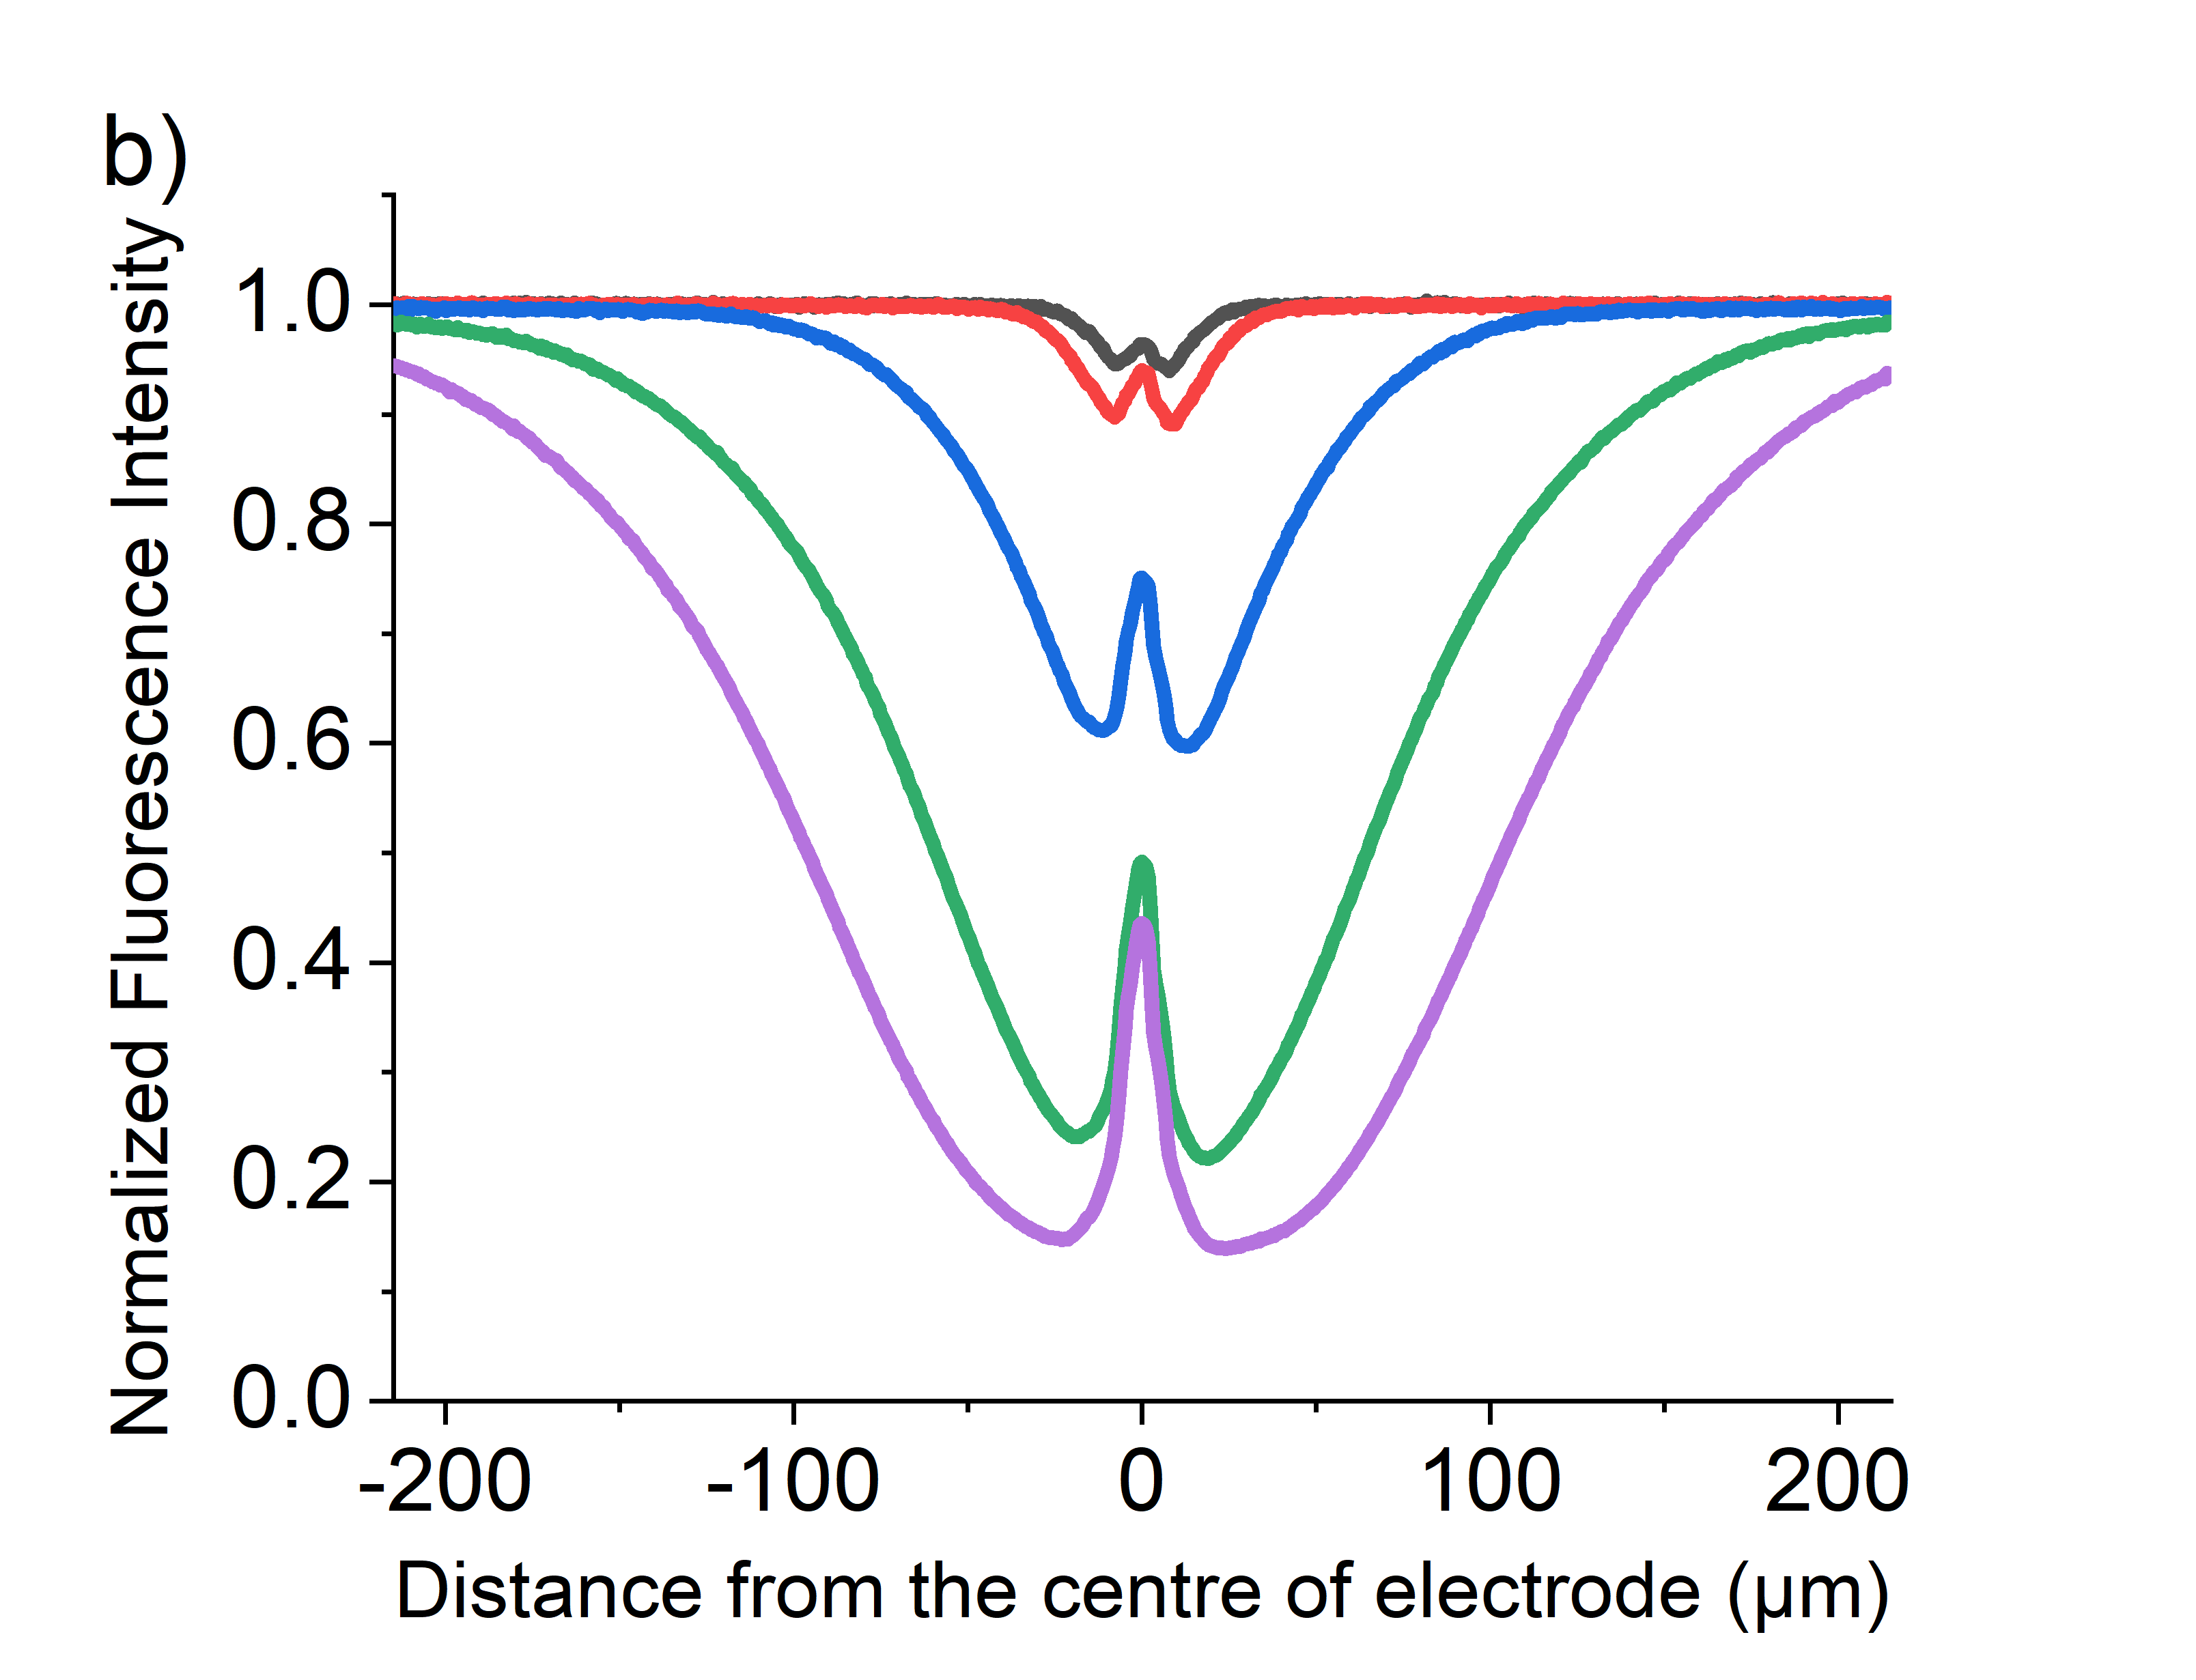 b)
Normalized Fluorescence Intensity
1.0
0.8
0.6
0.4
0.2
0.0
-200 -100 0 100 200
Distance from the centre of electrode (μm)